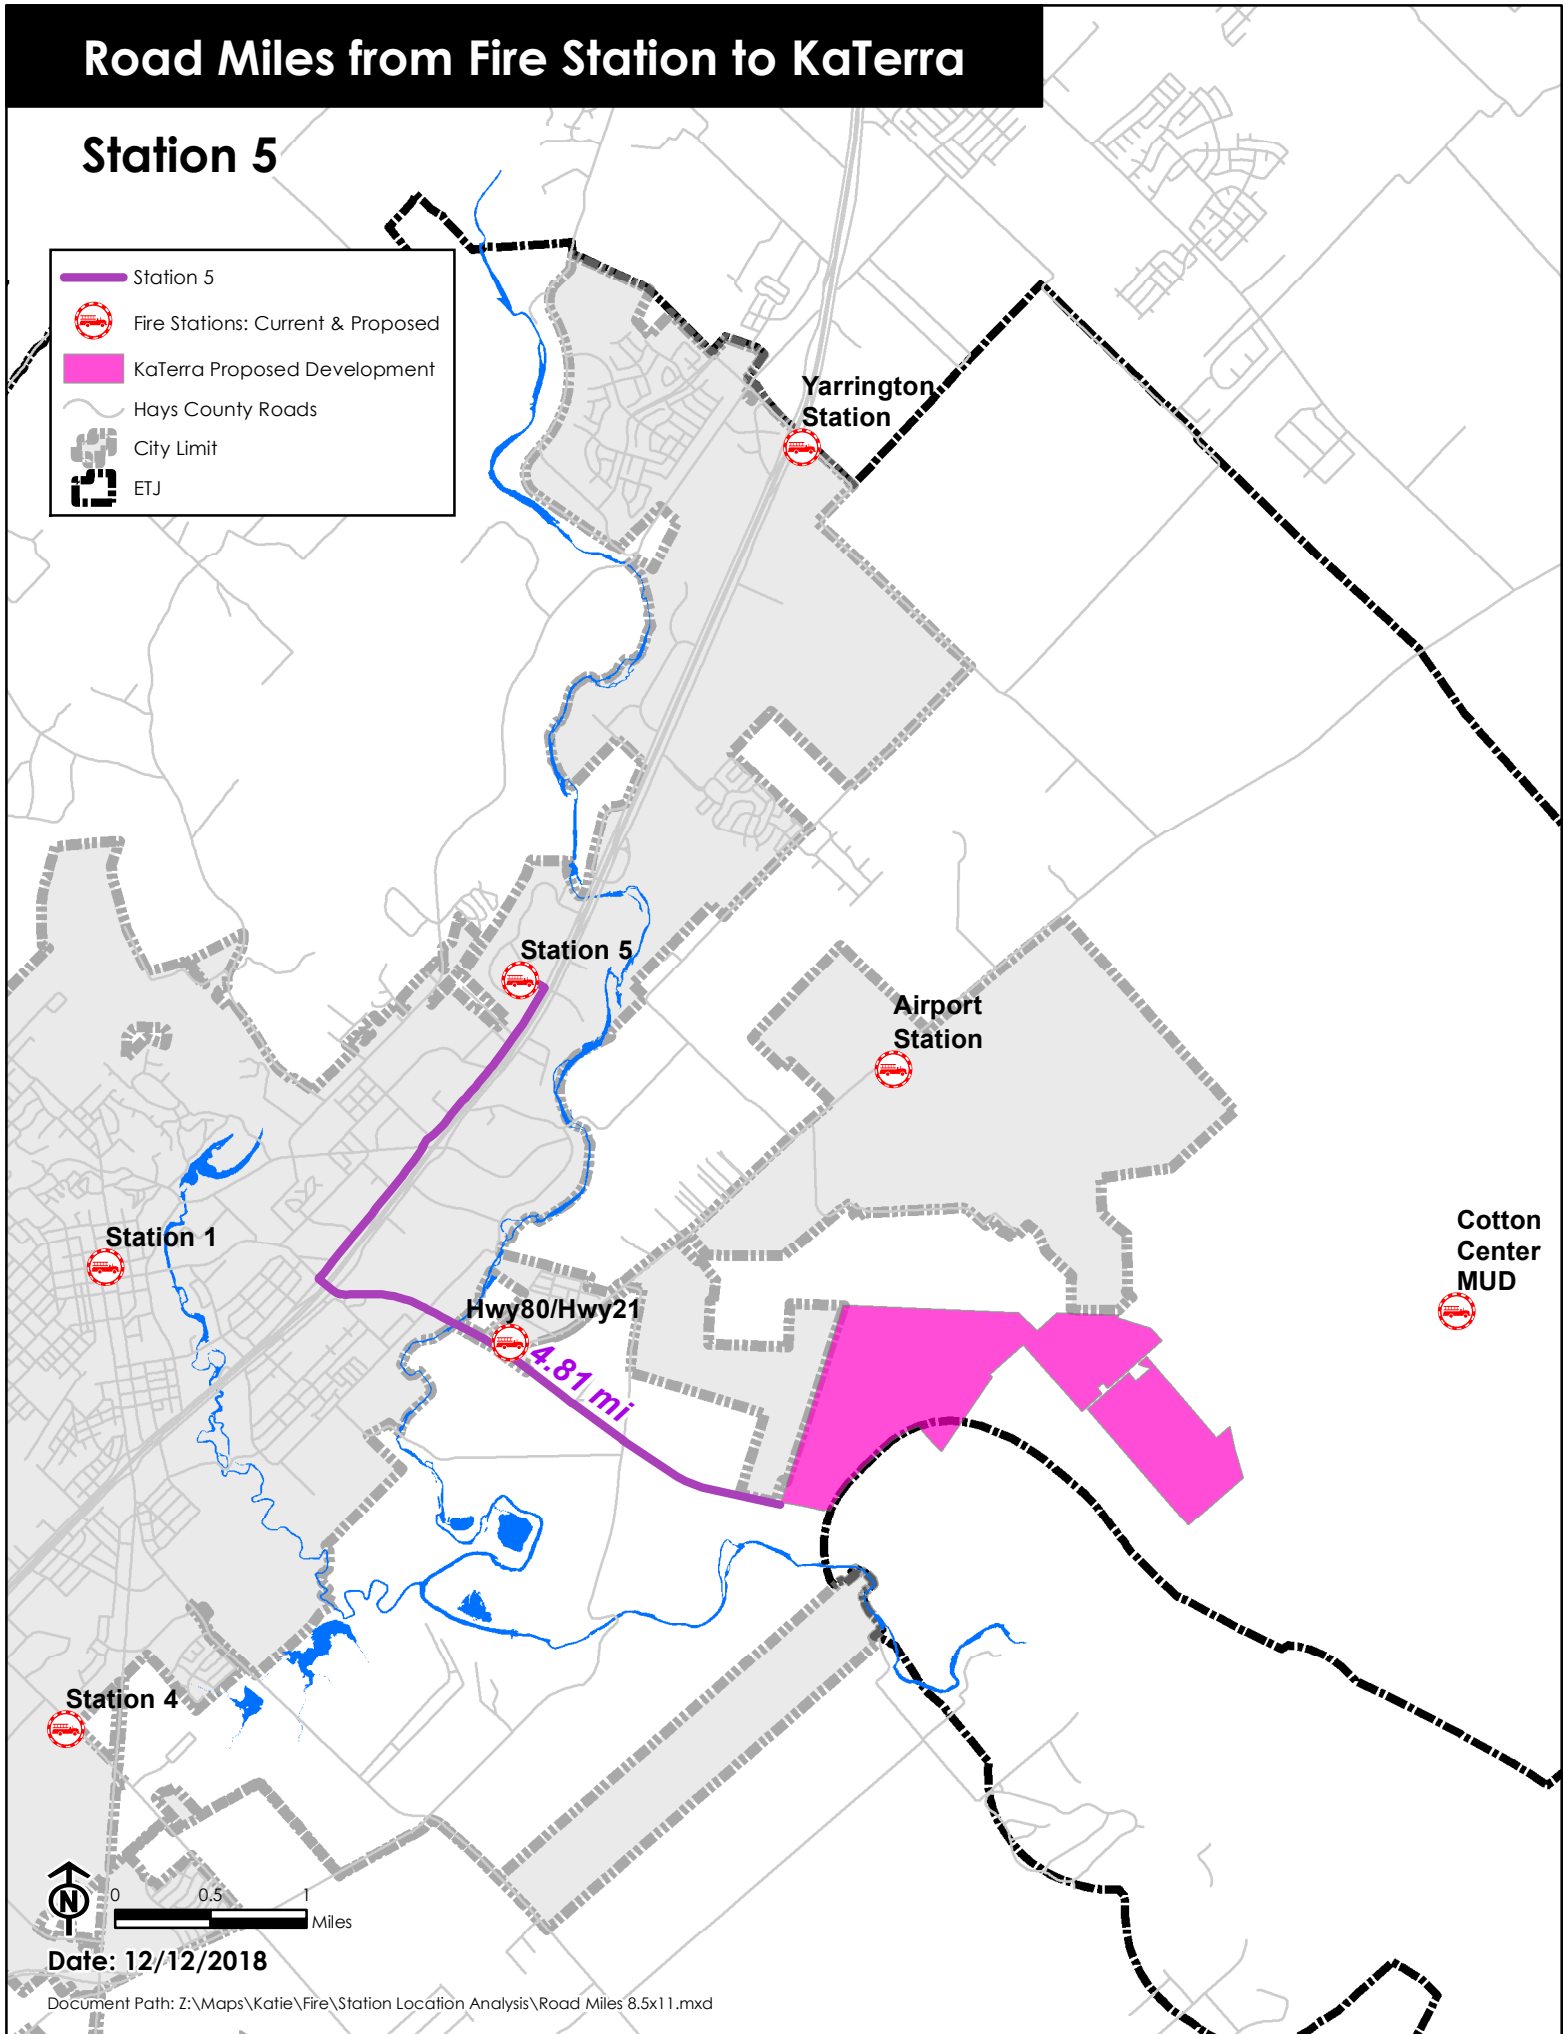 Road Miles from Fire Station to KaTerra
Station 5
Station 5
Fire Stations: Current & Proposed
KaTerra Proposed Development
Hays County Roads
City Limit
ETJ
Yarrington
Station
Station 5
Airport
Station
Station 1
Cotton
Center
MUD
Hwy80/Hwy21
4.81 mi
Station 4
N
0 0.5 1
Miles
Date: 12/12/2018
Document Path: Z:\Maps\Katie\Fire\Station Location Analysis\Road Miles 8.5x11.mxd